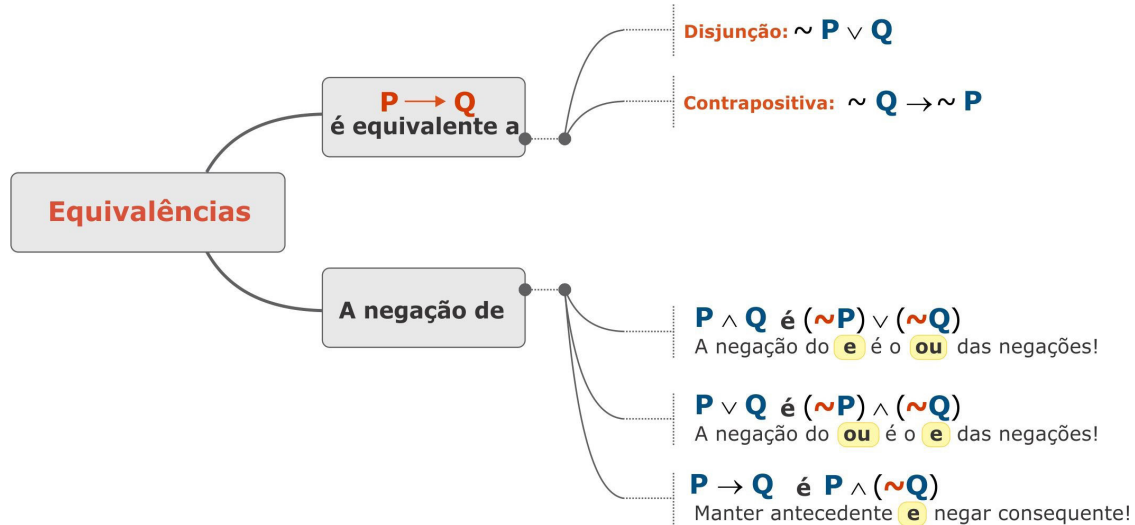 Equivalências
P → Q
é equivalente a
Disjunção: ~ P ∨ Q
Contrapositiva: ~ Q → ~ P
A negação de
P ∧ Q é (~P) ∨ (~Q)
A negação do e é o ou das negações!
P ∨ Q é (~P) ∧ (~Q)
A negação do ou é o e das negações!
P → Q é P ∧ (~Q)
Manter antecedente e negar consequente!